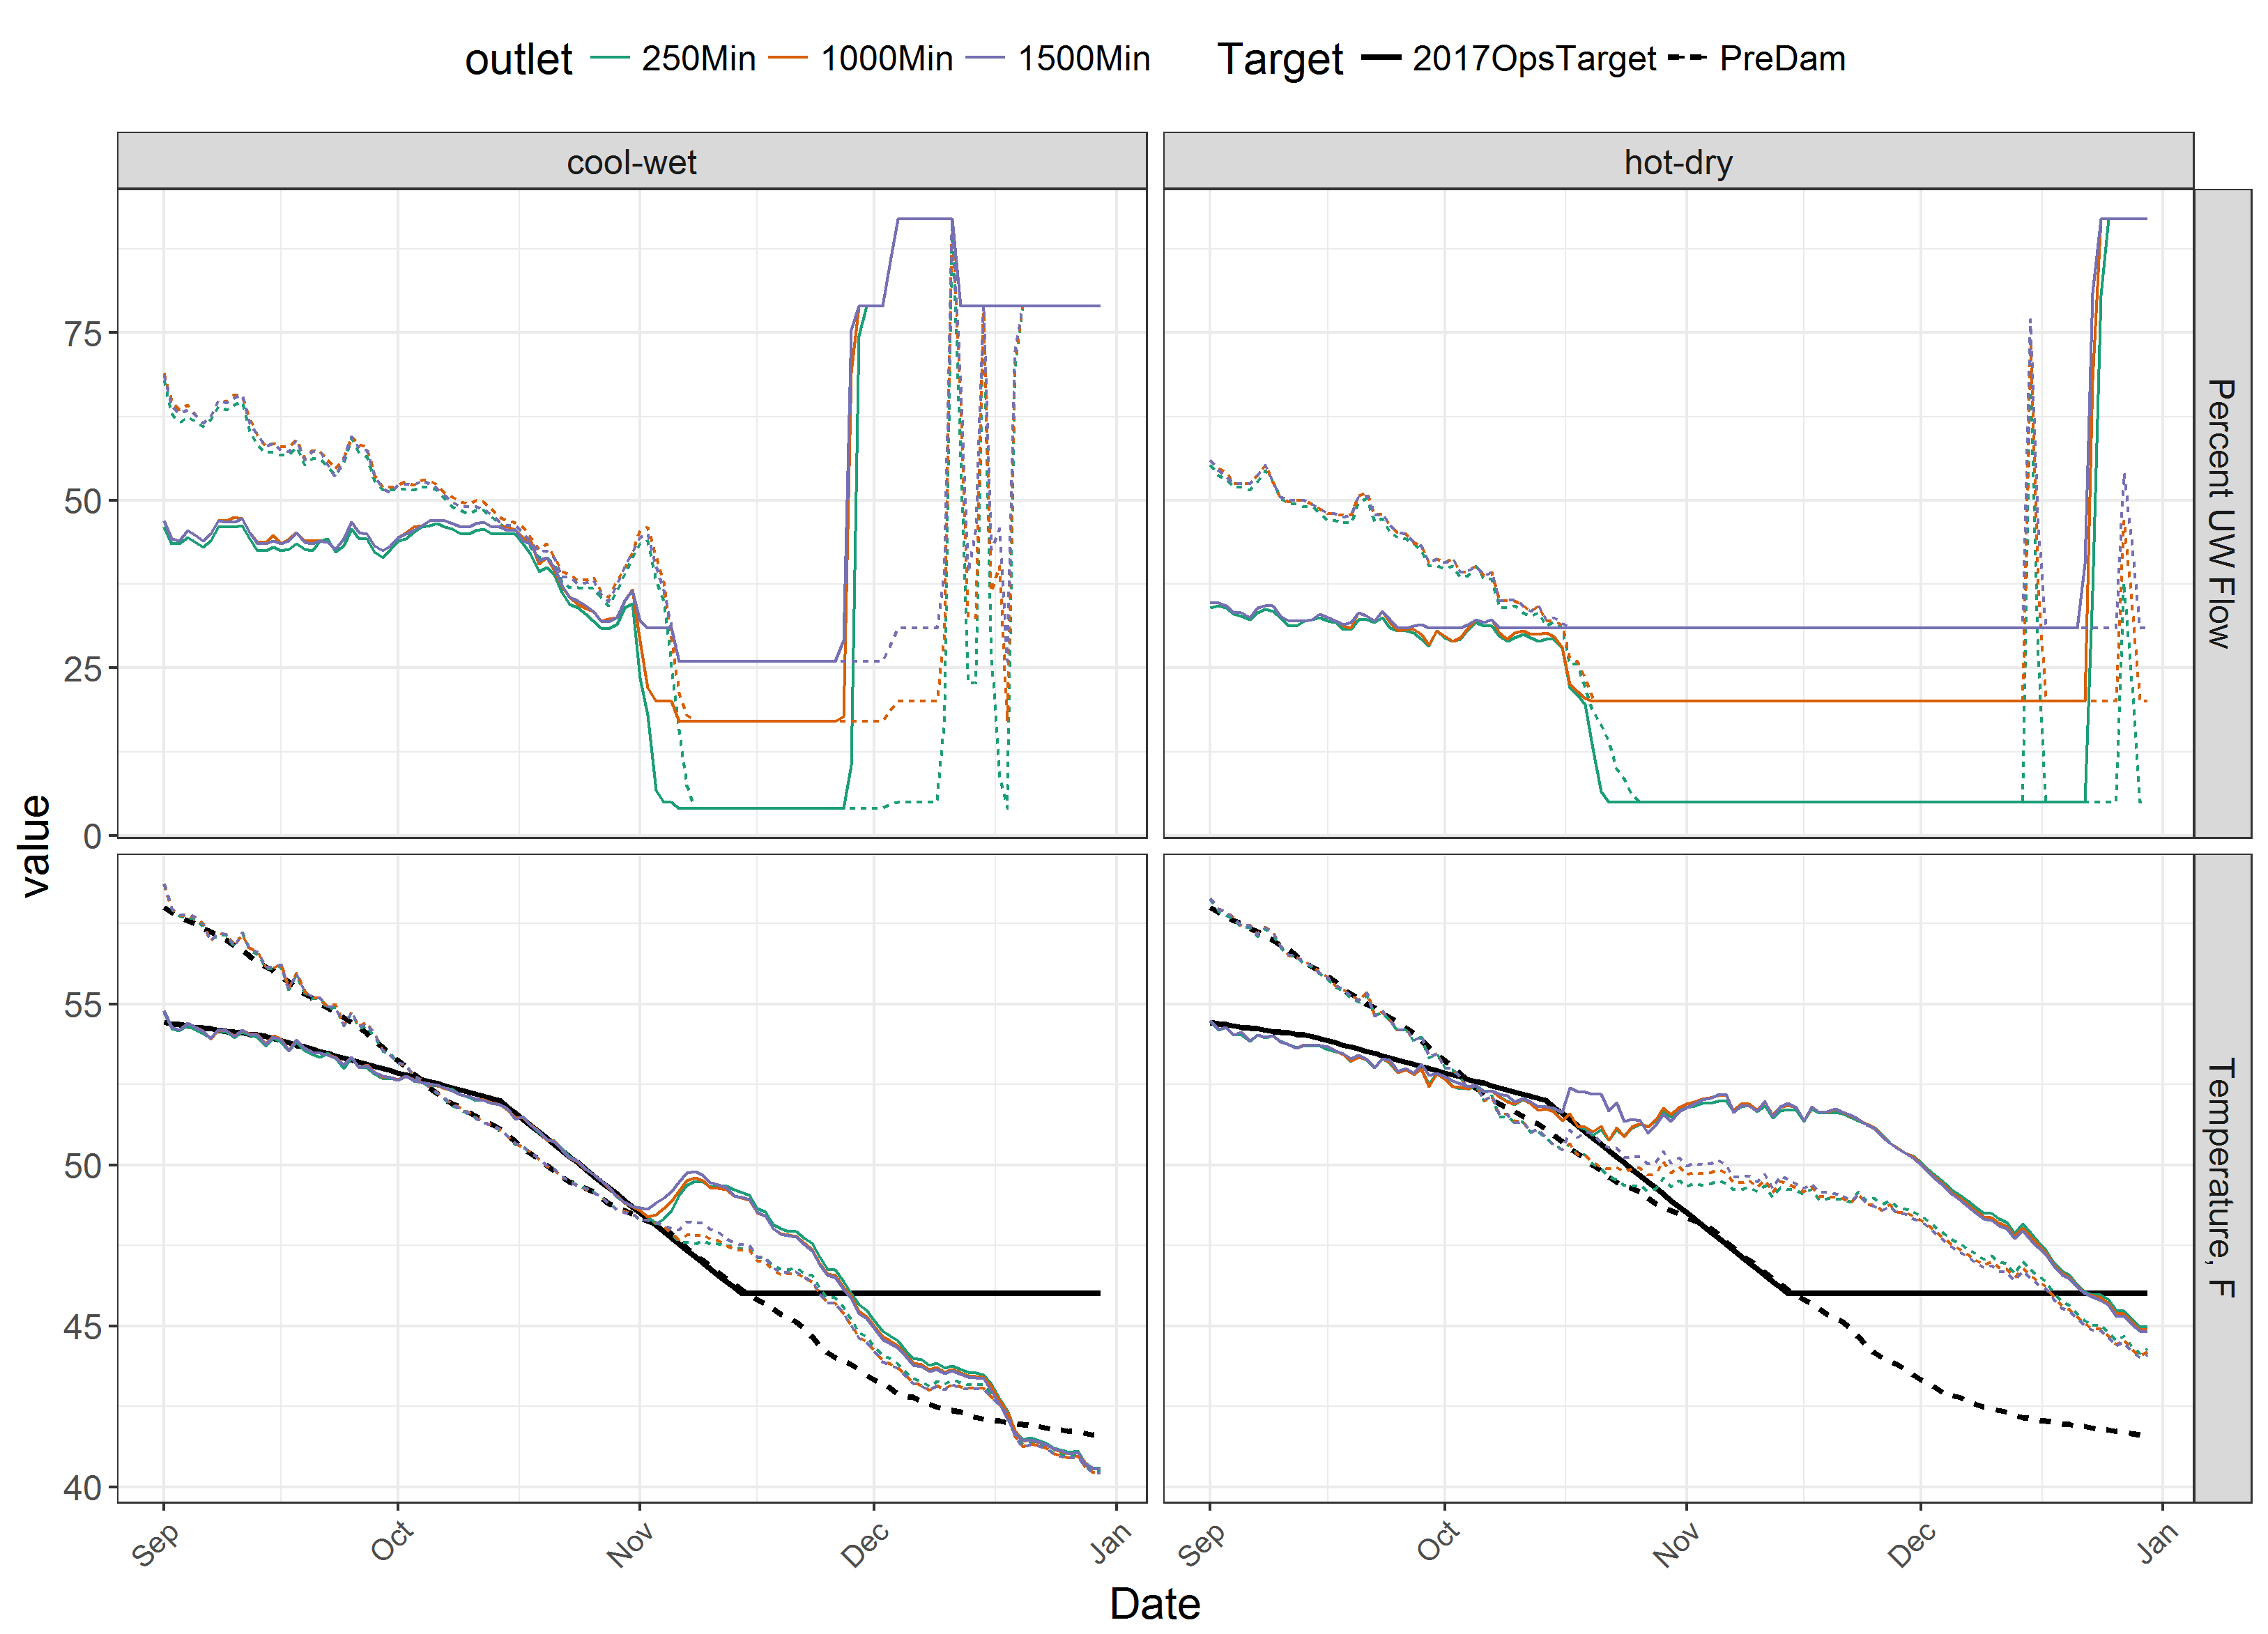 outlet 250Min 1000Min 1500Min Target 2017OpsTarget PreDam
cool-wet hot-dry
75
50
25
0
Percent UW Flow
value
55
50
45
40
Temperature, F
Sep Oct Nov Dec Jan Sep Oct Nov Dec Jan
Date